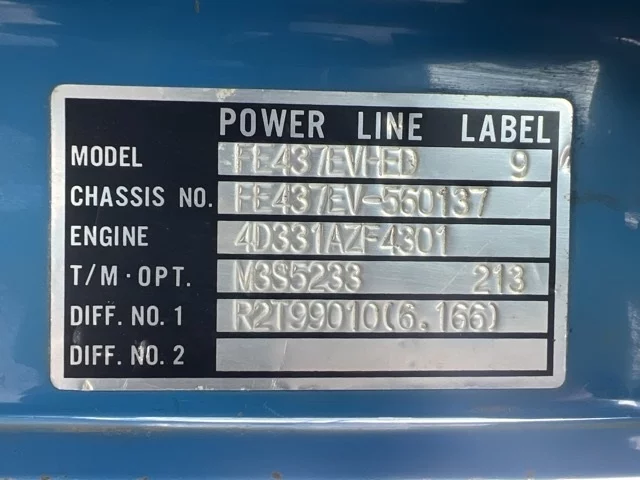 POWER LINE LABEL
MODEL FE437EVHED 9
CHASSIS NO. FE437EV-560137
ENGINE 4D331AZF4301
T/M·OPT. M3S5233 213
DIFF. NO. 1 R2T99010(6.166)
DIFF. NO. 2